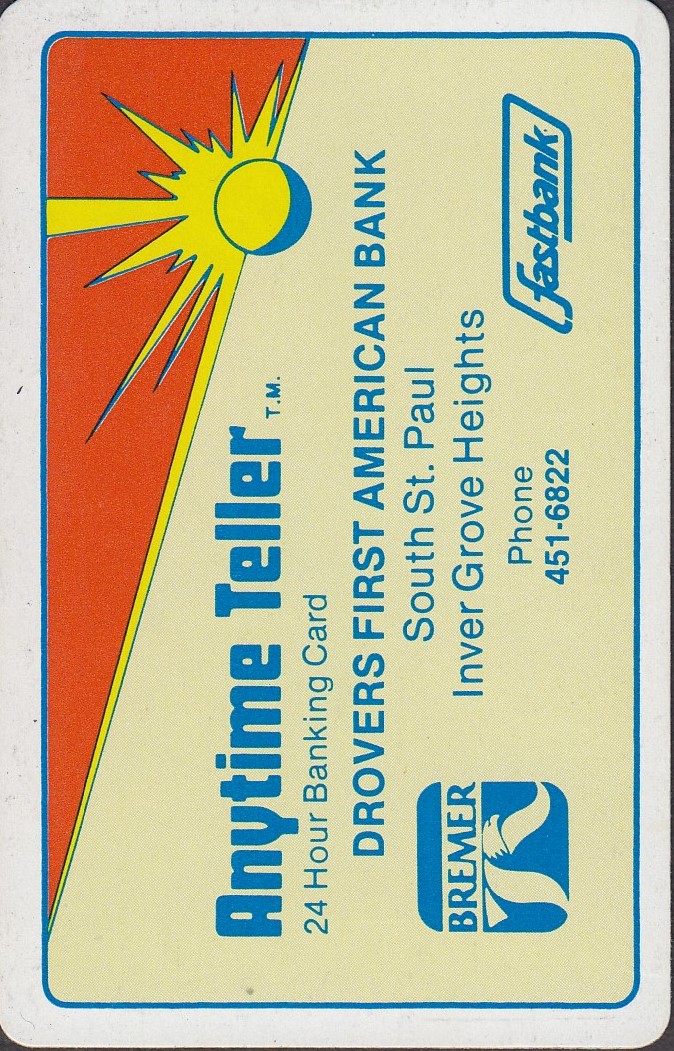 Anytime Teller T.M.
24 Hour Banking Card
DROVERS FIRST AMERICAN BANK
South St. Paul
Inver Grove Heights
Phone
451-6822
BREMER
fastbank